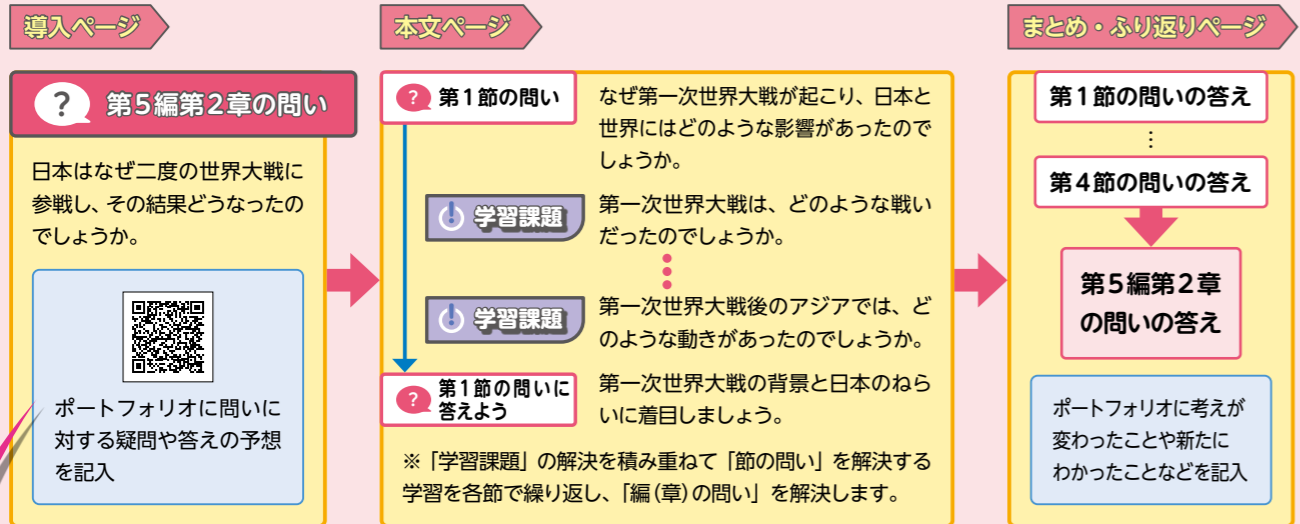 導入ページ
? 第5編第2章の問い
日本はなぜ二度の世界大戦に
参戦し、その結果どうなったの
でしょうか。
ポートフォリオに問いに
対する疑問や答えの予想
を記入
本文ページ
? 第1節の問い
なぜ第一次世界大戦が起こり、日本と
世界にはどのような影響があったので
しょうか。
! 学習課題
第一次世界大戦は、どのような戦い
だったのでしょうか。
! 学習課題
第一次世界大戦後のアジアでは、ど
のような動きがあったのでしょうか。
? 第1節の問いに
答えよう
第一次世界大戦の背景と日本のねら
いに着目しましょう。
※「学習課題」の解決を積み重ねて「節の問い」を解決する
学習を各節で繰り返し、「編(章)の問い」を解決します。
まとめ・ふり返りページ
第1節の問いの答え
…
第4節の問いの答え
第5編第2章
の問いの答え
ポートフォリオに考えが
変わったことや新たに
わかったことなどを記入